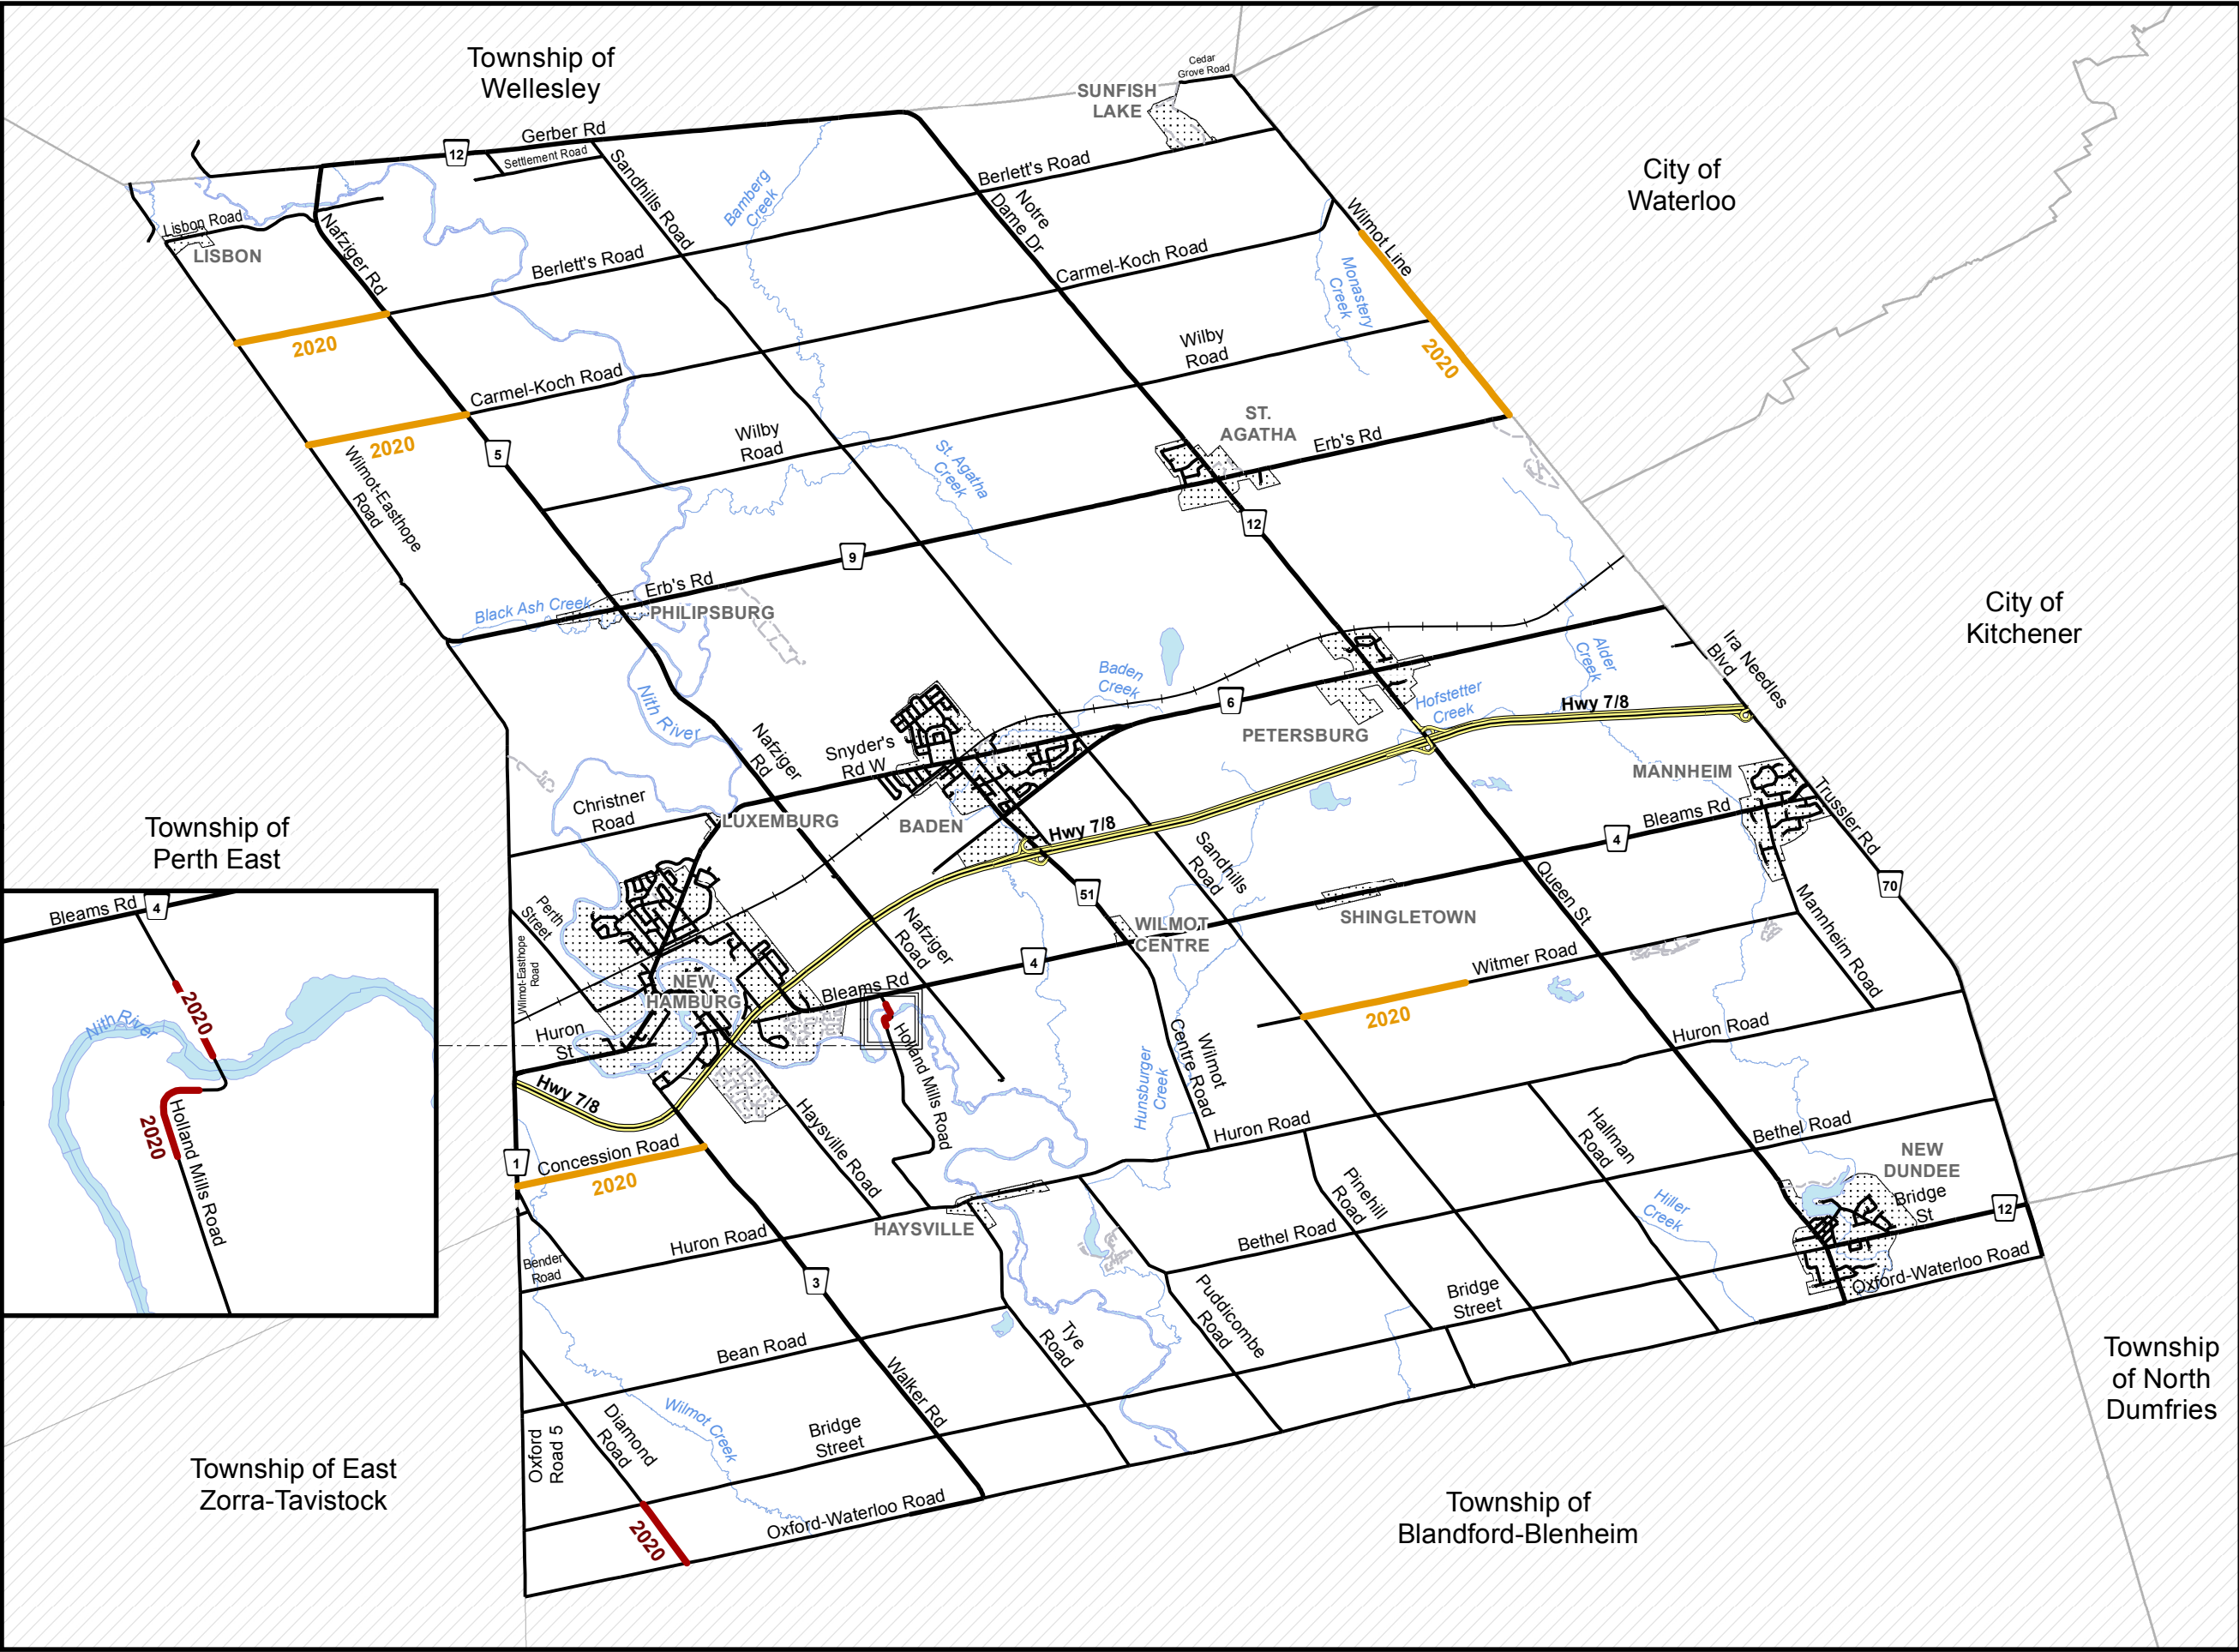 Township of
Wellesley
Cedar
Grove Road
SUNFISH
LAKE
City of
Waterloo
12
Gerber Rd
Settlement Road
Sandhills Road
Bamberg
Creek
Berlett's Road
Notre
Dame Dr
Lisbon Road
LISBON
Nafziger Rd
Berlett's Road
Carmel-Koch Road
Wilmot Line
Monastery
Creek
2020
2020
Wilby
Road
Carmel-Koch Road
2020
5
Wilmot-Easthope
Road
Wilby
Road
St. Agatha
Creek
ST.
AGATHA
Erb's Rd
12
9
Erb's Rd
Black Ash Creek
PHILIPSBURG
City of
Kitchener
Ira Needles
Blvd
Alder
Creek
Baden
Creek
Nith River
6
Hofstetter
Creek
Hwy 7/8
PETERSBURG
Nafziger
Rd
Snyder's
Rd W
MANNHEIM
Christner
Road
LUXEMBURG
BADEN
Hwy 7/8
Trussler Rd
Bleams Rd
4
Township of
Perth East
Sandhills
Road
Queen St
70
51
Perth
Street
Nafziger
Road
WILMOT
CENTRE
SHINGLETOWN
Mannheim Road
Wilmot-Easthope
Road
4
Witmer Road
NEW
HAMBURG
Bleams Rd
2020
Huron
St
Holland Mills Road
Wilmot
Centre Road
Huron Road
Bleams Rd
4
2020
Nith River
2020
Holland Mills Road
Hwy 7/8
Hunsburger
Creek
Haysville Road
Huron Road
Hallman
Road
Bethel Road
NEW
DUNDEE
1
Concession Road
2020
Pinehill
Road
Hiller
Creek
Bridge
St
12
HAYSVILLE
Huron Road
Bethel Road
Bender
Road
Oxford-Waterloo Road
3
Puddicombe
Road
Bridge
Street
Tye
Road
Bean Road
Walker Rd
Township
of North
Dumfries
Wilmot Creek
Diamond
Road
Oxford
Road 5
Bridge
Street
Township of East
Zorra-Tavistock
2020
Oxford-Waterloo Road
Township of
Blandford-Blenheim